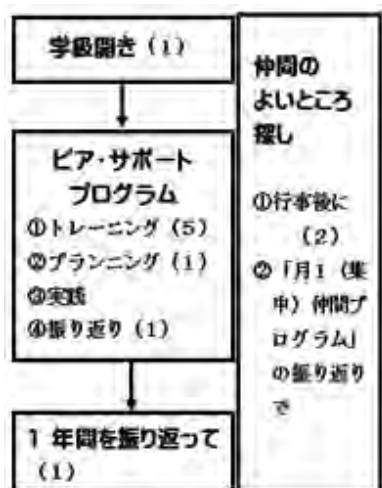 学級開き（1）
ピア・サポート
プログラム
①トレーニング（5）
②プランニング（1）
③実践
④振り返り（1）
1 年間を振り返って
（1）
仲間の
よいところ
探し
①行事後に
（2）
②「月1（集
中）仲間プ
ログラム」
の振り返り
で